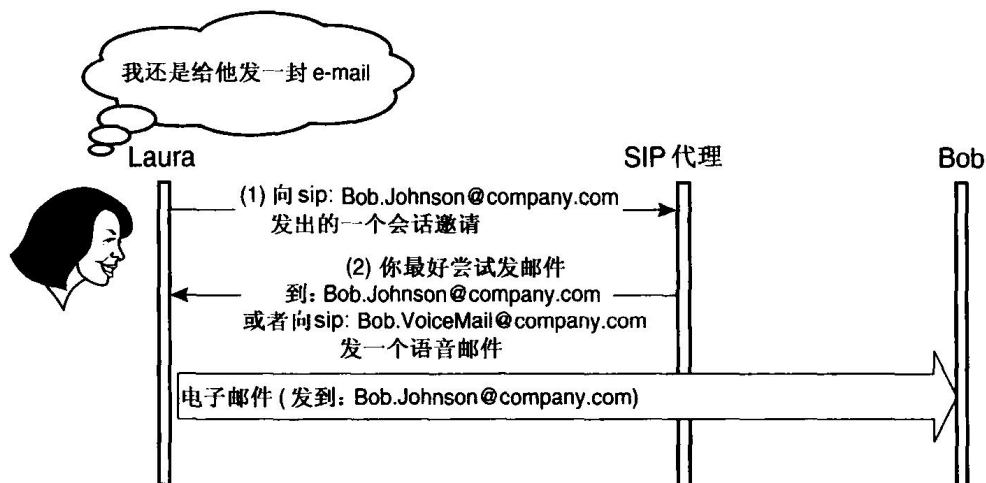 我还是给他发一封 e-mail
Laura
SIP 代理
Bob
(1) 向 sip: Bob.Johnson@company.com
发出的一个会话邀请
(2) 你最好尝试发邮件
到: Bob.Johnson@company.com
或者向sip: Bob.VoiceMail@company.com
发一个语音邮件
电子邮件 ( 发到: Bob.Johnson@company.com)